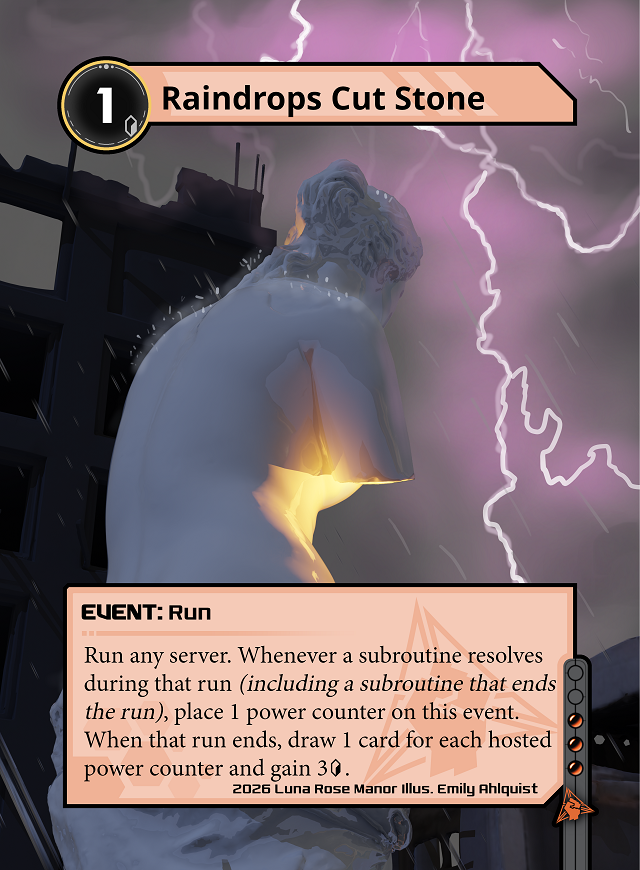 1
Raindrops Cut Stone
EVENT: Run
Run any server. Whenever a subroutine resolves
during that run (including a subroutine that ends
the run), place 1 power counter on this event.
When that run ends, draw 1 card for each hosted
power counter and gain 3.
2026 Luna Rose Manor Illus. Emily Ahlquist